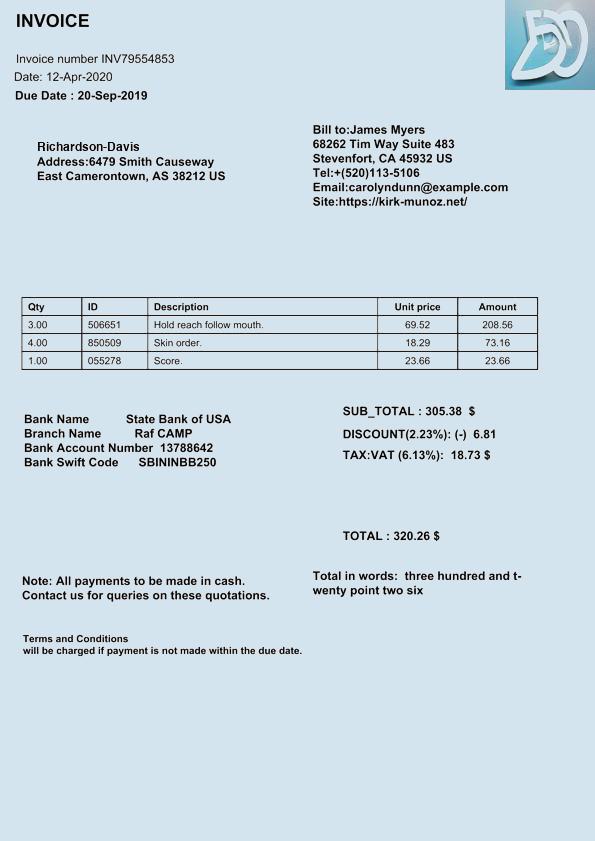 INVOICE
Invoice number INV79554853
Date: 12-Apr-2020
Due Date : 20-Sep-2019
Richardson-Davis
Address:6479 Smith Causeway
East Camerontown, AS 38212 US
Bill to:James Myers
68262 Tim Way Suite 483
Stevenfort, CA 45932 US
Tel:+(520)113-5106
Email:carolyndunn@example.com
Site:https://kirk-munoz.net/
Qty ID Description Unit price Amount
3.00 506651 Hold reach follow mouth. 69.52 208.56
4.00 850509 Skin order. 18.29 73.16
1.00 055278 Score. 23.66 23.66
Bank Name State Bank of USA
Branch Name Raf CAMP
Bank Account Number 13788642
Bank Swift Code SBININBB250
SUB_TOTAL : 305.38 $
DISCOUNT(2.23%): (-) 6.81
TAX:VAT (6.13%): 18.73 $
TOTAL : 320.26 $
Total in words: three hundred and t-
wenty point two six
Note: All payments to be made in cash.
Contact us for queries on these quotations.
Terms and Conditions
will be charged if payment is not made within the due date.